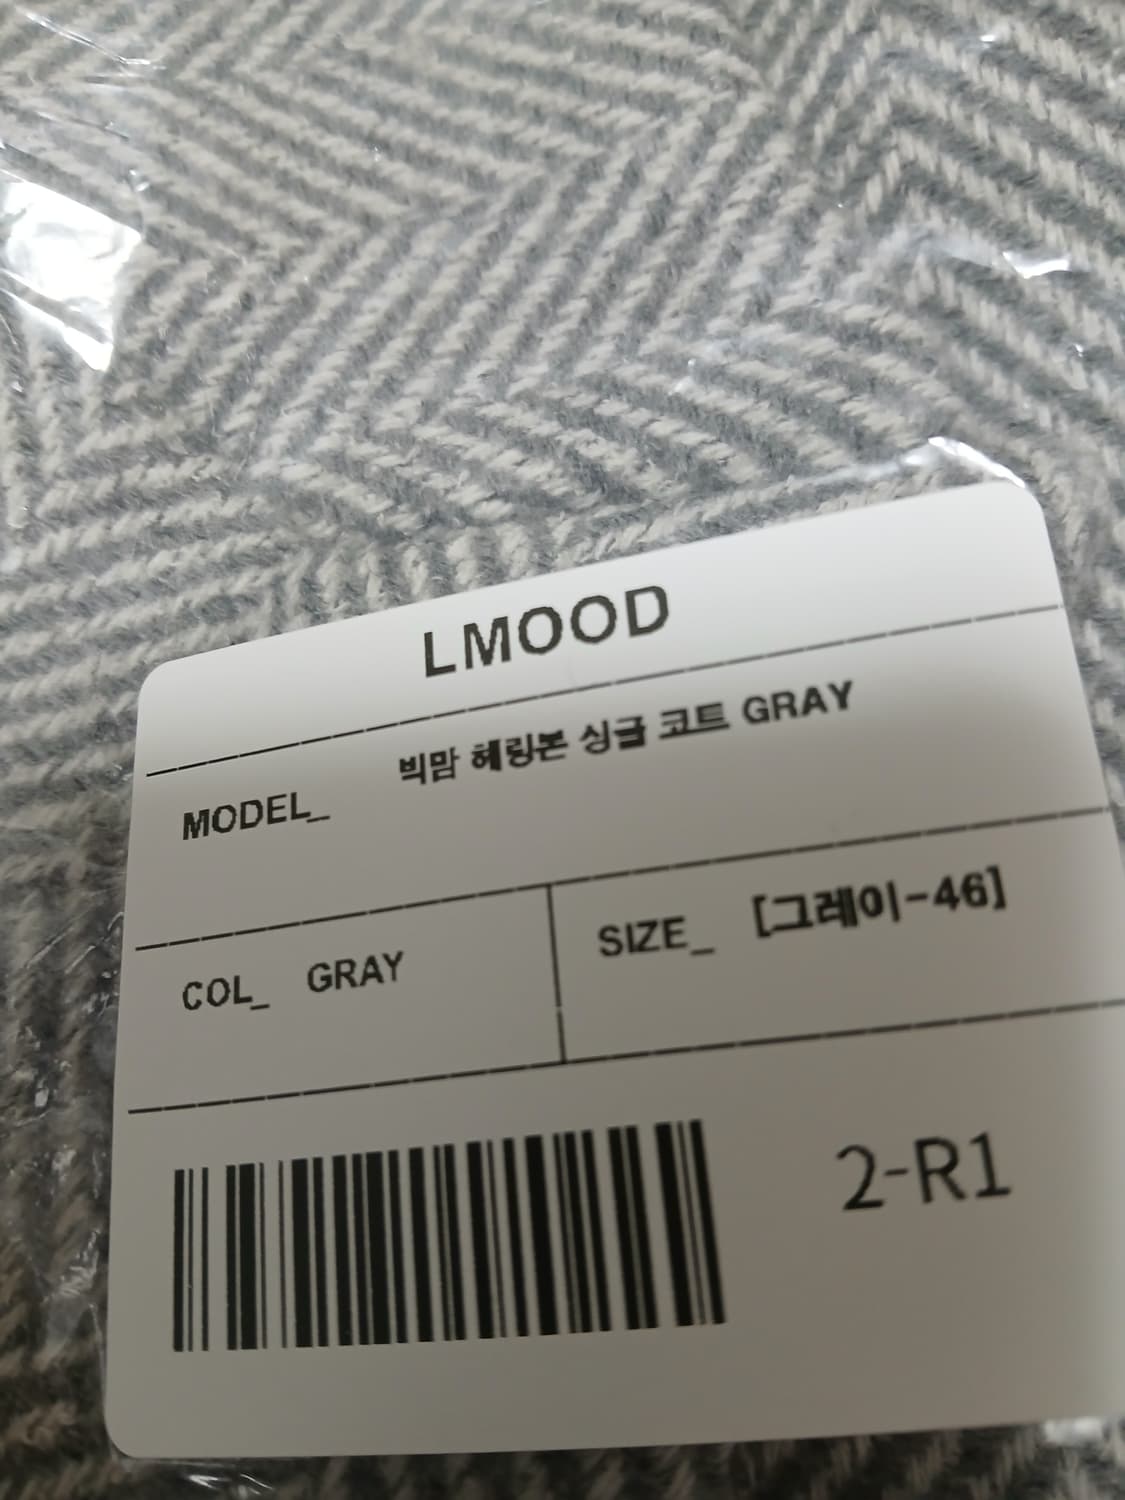 LMOOD
MODEL_ 빅맘 헤링본 싱글 코트 GRAY
COL_ GRAY
SIZE_ [그레이-46]
2-R1